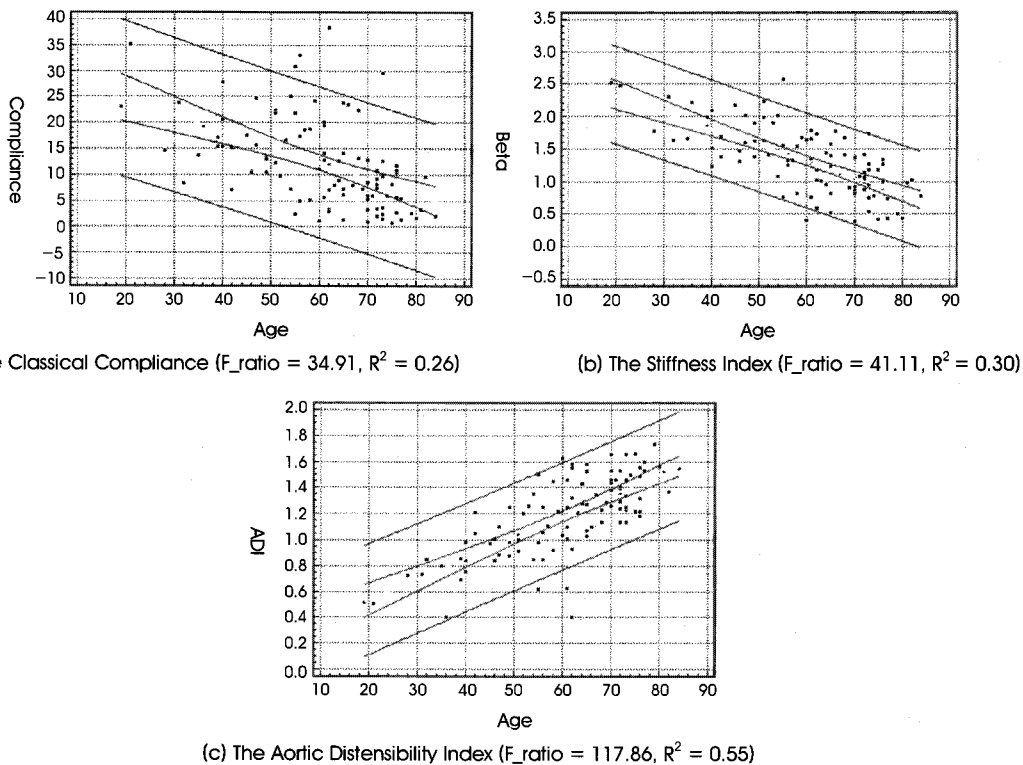 40
35
30
25
20
15
10
5
0
−5
−10
Compliance
10 20 30 40 50 60 70 80 90
Age
Classical Compliance (F_ratio = 34.91, R² = 0.26)
3.5
3.0
2.5
2.0
1.5
1.0
0.5
0.0
−0.5
Beta
10 20 30 40 50 60 70 80 90
Age
(b) The Stiffness Index (F_ratio = 41.11, R² = 0.30)
2.0
1.8
1.6
1.4
1.2
1.0
0.8
0.6
0.4
0.2
0.0
ADI
10 20 30 40 50 60 70 80 90
Age
(c) The Aortic Distensibility Index (F_ratio = 117.86, R² = 0.55)